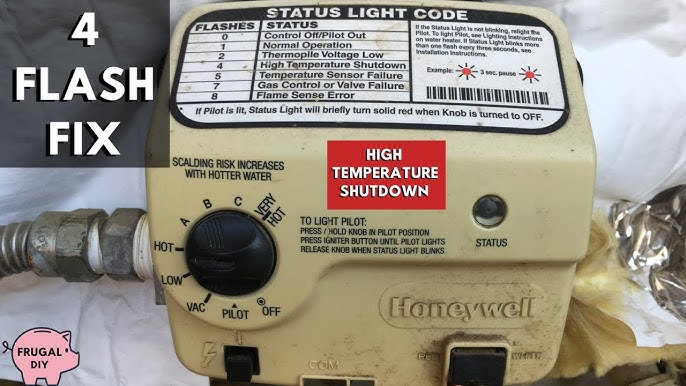 4
FLASH
FIX
STATUS LIGHT CODE
FLASHES STATUS
0 Control Off/Pilot Out
1 Normal Operation
2 Thermopile Voltage Low
4 High Temperature Shutdown
5 Temperature Sensor Failure
7 Gas Control or Valve Failure
8 Flame Sense Error
If the Status Light is not blinking, relight the
Pilot. To light Pilot, see Lighting Instructions
on water heater. If Status Light blinks more
than one flash every three seconds, see
Installation Instructions.
Example: 3 sec. pause
If Pilot is lit, Status Light will briefly turn solid red when Knob is turned to OFF.
SCALDING RISK INCREASES
WITH HOTTER WATER
HIGH
TEMPERATURE
SHUTDOWN
A
B
C
VERY
HOT
HOT
LOW
VAC
PILOT
OFF
TO LIGHT PILOT:
PRESS / HOLD KNOB IN PILOT POSITION
PRESS IGNITER BUTTON UNTIL PILOT LIGHTS
RELEASE KNOB WHEN STATUS LIGHT BLINKS
STATUS
Honeywell
COM
FRUGAL
DIY